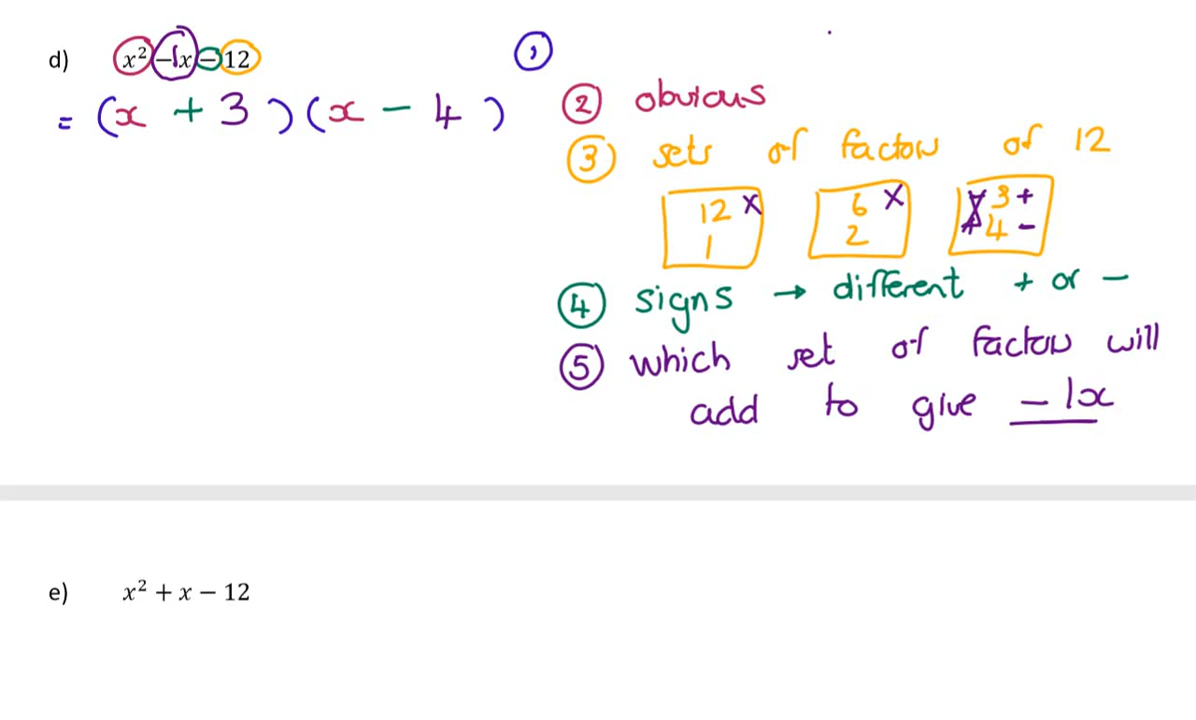 d) x² –1x – 12
= (x + 3)(x – 4)
①
② obvious
③ sets of factors of 12
12 x 6 x 3 +
1 2 4 –
④ signs → different + or –
⑤ which set of factors will
add to give – 1x
e) x² + x – 12